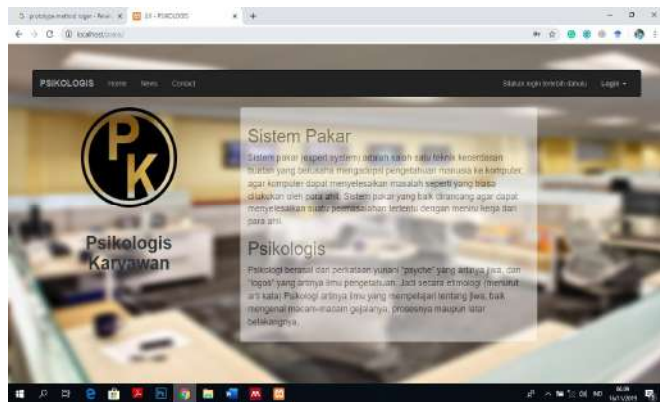 PSIKOLOGIS Home News Contact Silakan login terlebih dahulu Login
PK
Psikologis
Karyawan
Sistem Pakar
Sistem pakar (expert system) adalah salah satu teknik kecerdasan
buatan yang berusaha mengadopsi pengetahuan manusia ke komputer,
agar komputer dapat menyelesaikan masalah seperti yang biasa
dilakukan oleh para ahli. Sistem pakar yang baik dirancang agar dapat
menyelesaikan suatu permasalahan tertentu dengan meniru kerja dari
para ahli.
Psikologis
Psikologi berasal dari perkataan yunani "psyche" yang artinya jiwa, dan
"logos" yang artinya ilmu pengetahuan. Jadi secara etimologi (menurut
arti kata) Psikologi artinya ilmu yang mempelajari tentang jiwa, baik
mengenai macam-macam gejalanya, prosesnya maupun latar
belakangnya.